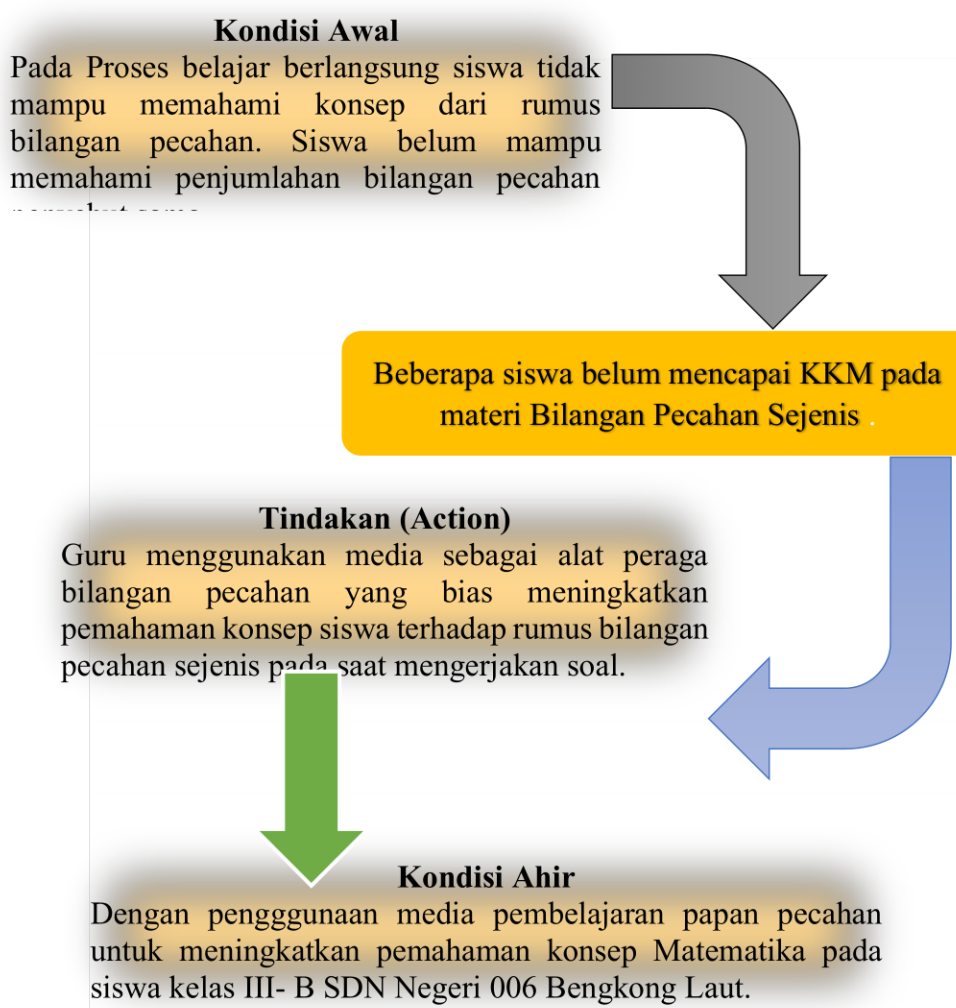 Kondisi Awal
Pada Proses belajar berlangsung siswa tidak
mampu memahami konsep dari rumus
bilangan pecahan. Siswa belum mampu
memahami penjumlahan bilangan pecahan
Beberapa siswa belum mencapai KKM pada
materi Bilangan Pecahan Sejenis .
Tindakan (Action)
Guru menggunakan media sebagai alat peraga
bilangan pecahan yang bias meningkatkan
pemahaman konsep siswa terhadap rumus bilangan
pecahan sejenis pada saat mengerjakan soal.
Kondisi Ahir
Dengan pengggunaan media pembelajaran papan pecahan
untuk meningkatkan pemahaman konsep Matematika pada
siswa kelas III- B SDN Negeri 006 Bengkong Laut.